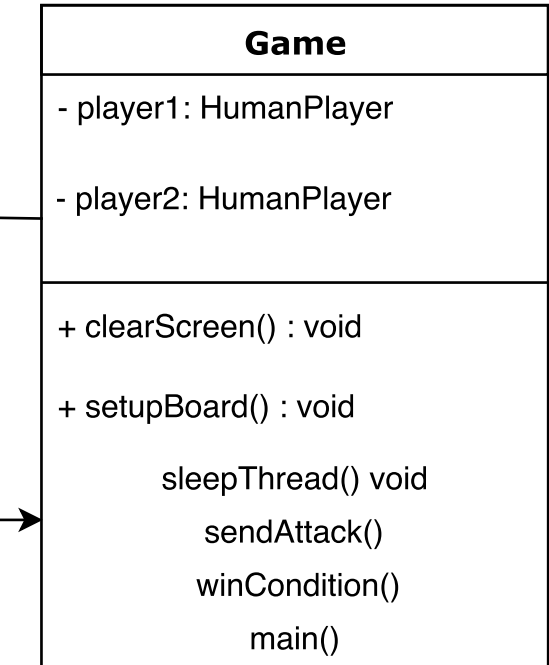 Game
- player1: HumanPlayer
- player2: HumanPlayer
+ clearScreen() : void
+ setupBoard() : void
sleepThread() void
sendAttack()
winCondition()
main()